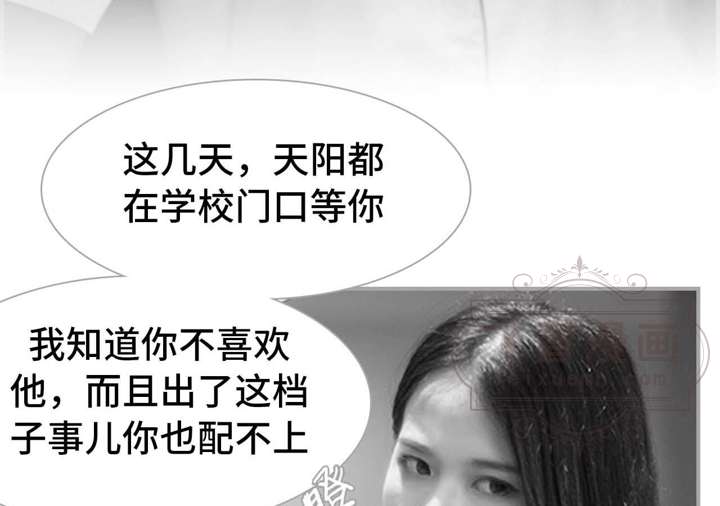 这几天，天阳都
在学校门口等你
我知道你不喜欢
他，而且出了这档
子事儿你也配不上